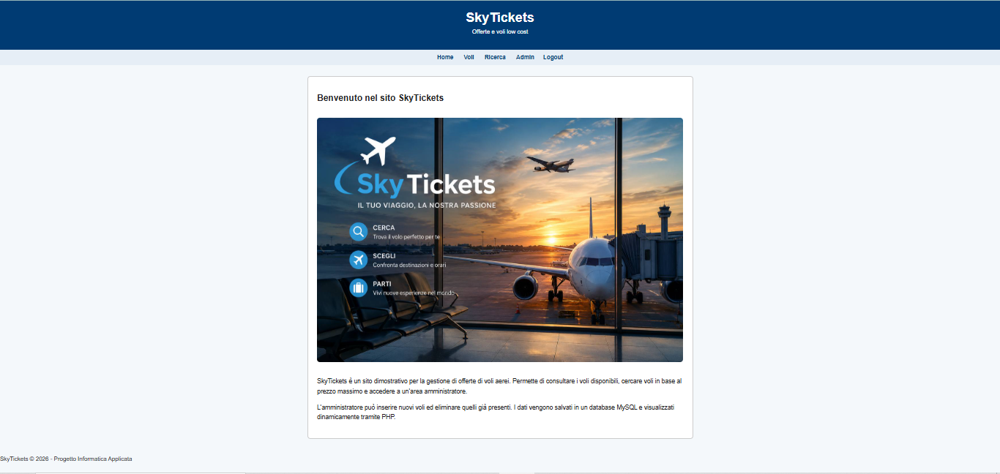 SkyTickets
Offerte e voli low cost
Home Voli Ricerca Admin Logout
Benvenuto nel sito SkyTickets
Sky Tickets
IL TUO VIAGGIO, LA NOSTRA PASSIONE
CERCA
Trova il volo perfetto per te
SCEGLI
Confronta destinazioni e orari
PARTI
Vivi nuove esperienze nel mondo
SkyTickets è un sito dimostrativo per la gestione di offerte di voli aerei. Permette di consultare i voli disponibili, cercare voli in base al
prezzo massimo e accedere a un'area amministratore.
L'amministratore può inserire nuovi voli ed eliminare quelli già presenti. I dati vengono salvati in un database MySQL e visualizzati
dinamicamente tramite PHP.
SkyTickets © 2026 - Progetto Informatica Applicata